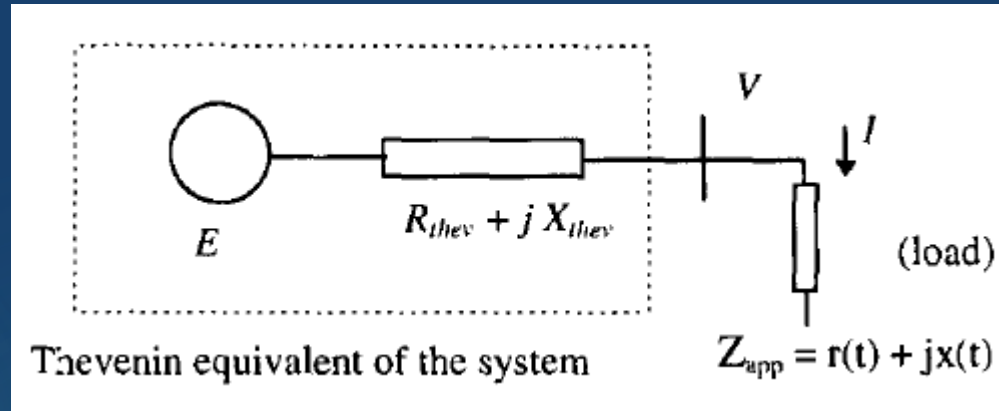 V
I
R_thev + j X_thev
E
(load)
Thevenin equivalent of the system
Z_app = r(t) + jx(t)